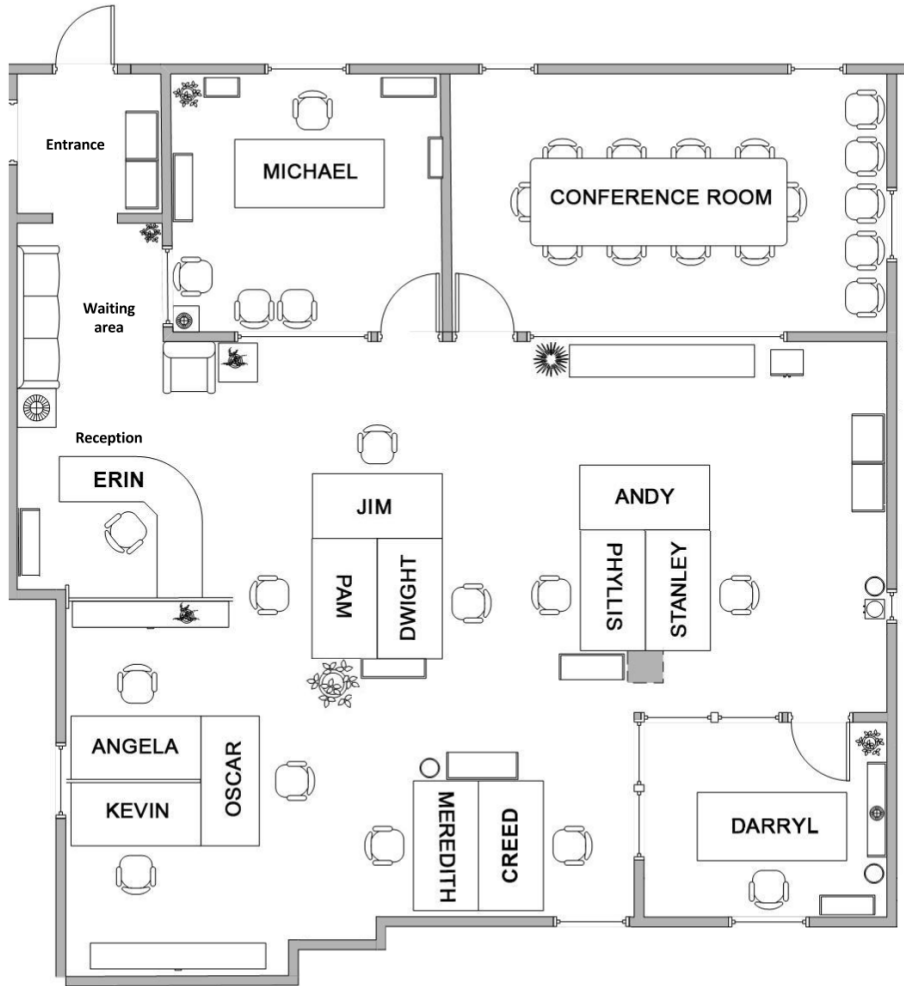 Entrance
MICHAEL
CONFERENCE ROOM
Waiting
area
Reception
ERIN
JIM
ANDY
PAM
DWIGHT
PHYLLIS
STANLEY
ANGELA
KEVIN
OSCAR
MEREDITH
CREED
DARRYL